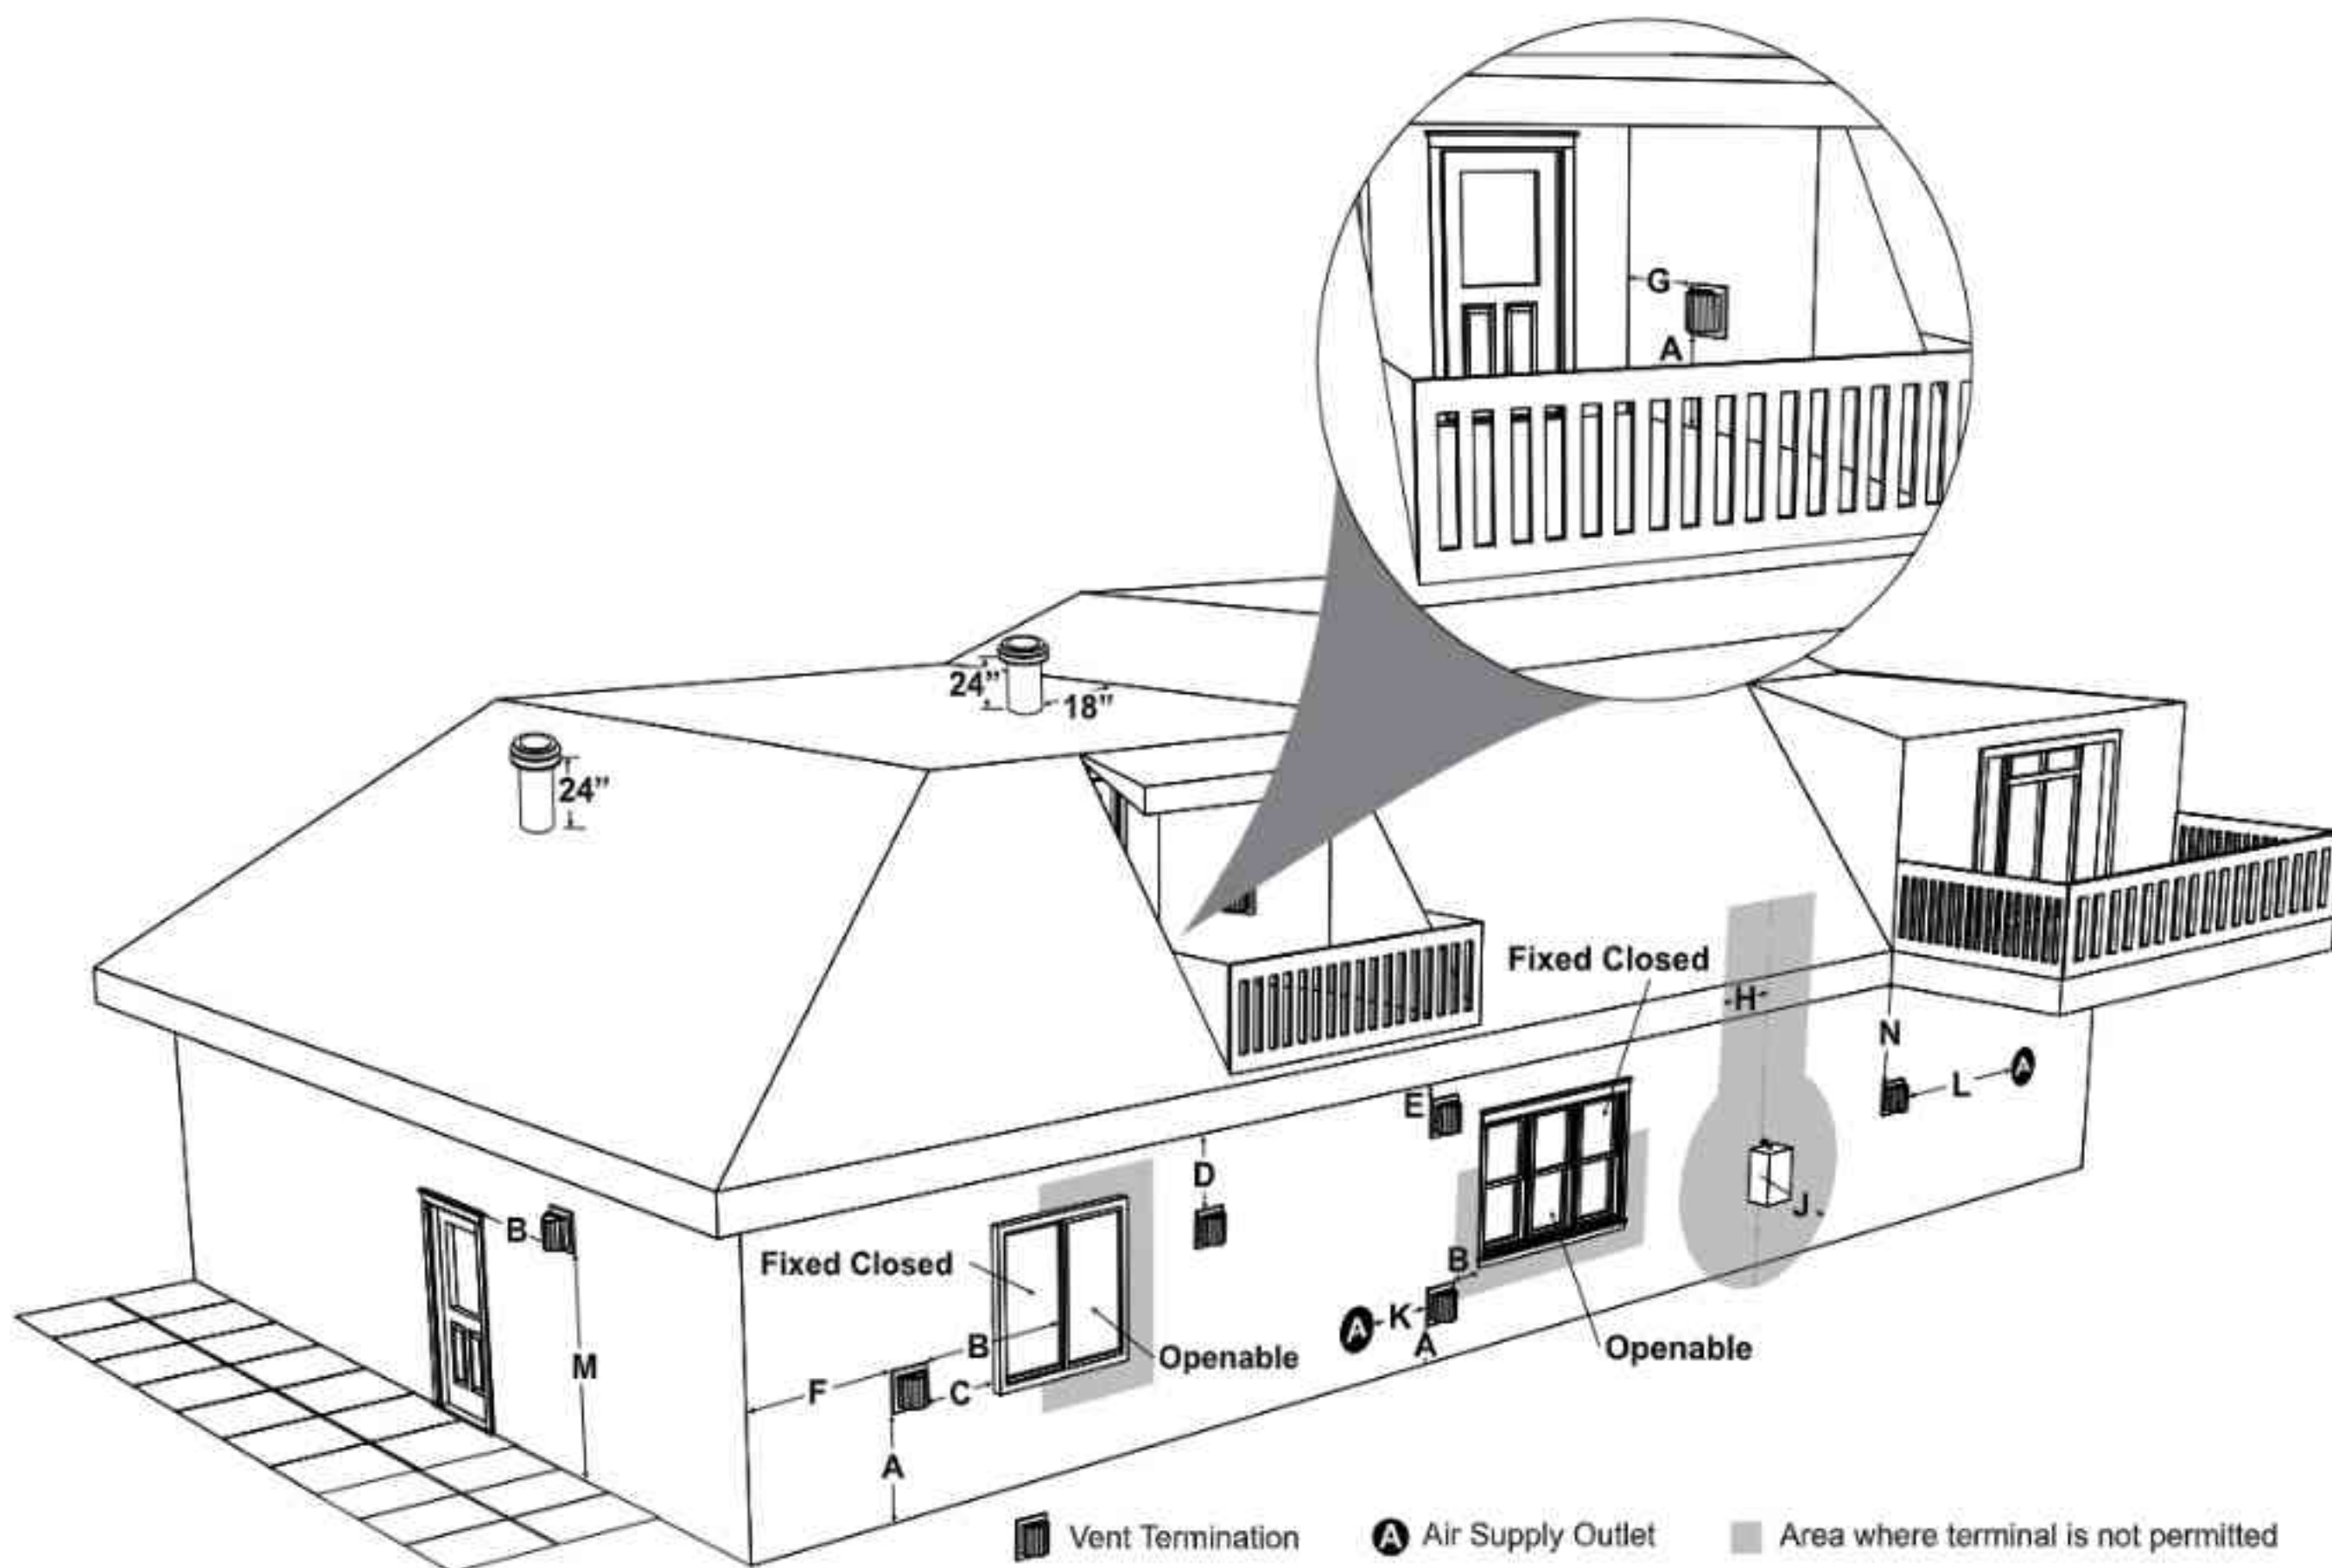 G
A
24”
18”
24”
Fixed Closed
H
N
E
L
A
D
B
J
Fixed Closed
B
K
A
A
B
Openable
Openable
M
F
C
A
Vent Termination
A Air Supply Outlet
Area where terminal is not permitted